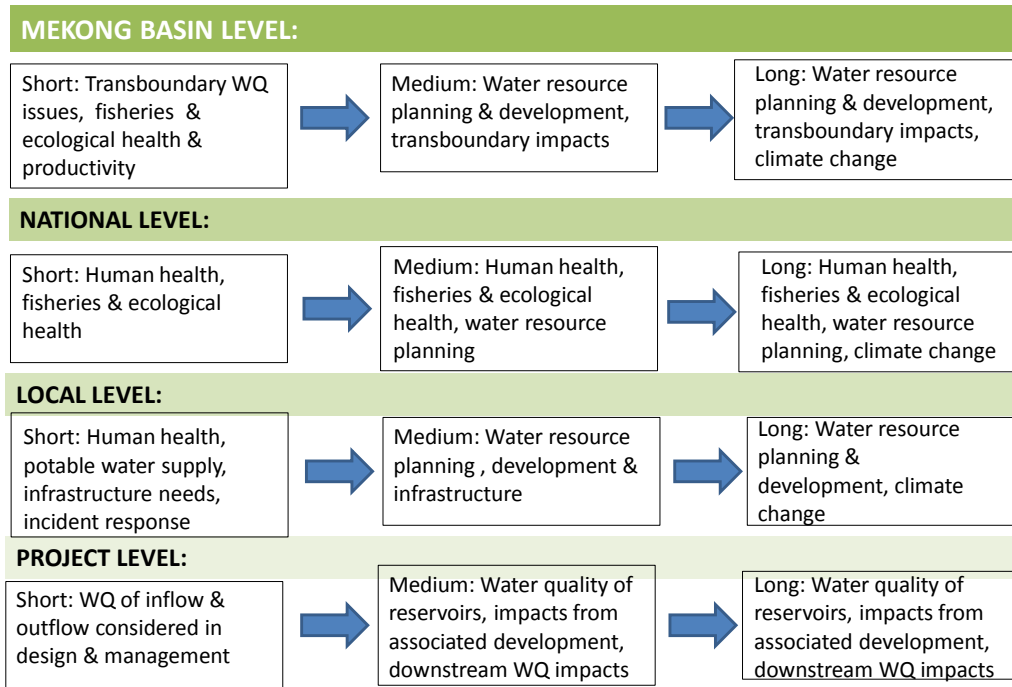 MEKONG BASIN LEVEL:
Short: Transboundary WQ
issues, fisheries &
ecological health &
productivity
Medium: Water resource
planning & development,
transboundary impacts
Long: Water resource
planning & development,
transboundary impacts,
climate change
NATIONAL LEVEL:
Short: Human health,
fisheries & ecological
health
Medium: Human health,
fisheries & ecological
health, water resource
planning
Long: Human health,
fisheries & ecological
health, water resource
planning, climate change
LOCAL LEVEL:
Short: Human health,
potable water supply,
infrastructure needs,
incident response
Medium: Water resource
planning , development &
infrastructure
Long: Water resource
planning &
development, climate
change
PROJECT LEVEL:
Short: WQ of inflow &
outflow considered in
design & management
Medium: Water quality of
reservoirs, impacts from
associated development,
downstream WQ impacts
Long: Water quality of
reservoirs, impacts from
associated development,
downstream WQ impacts